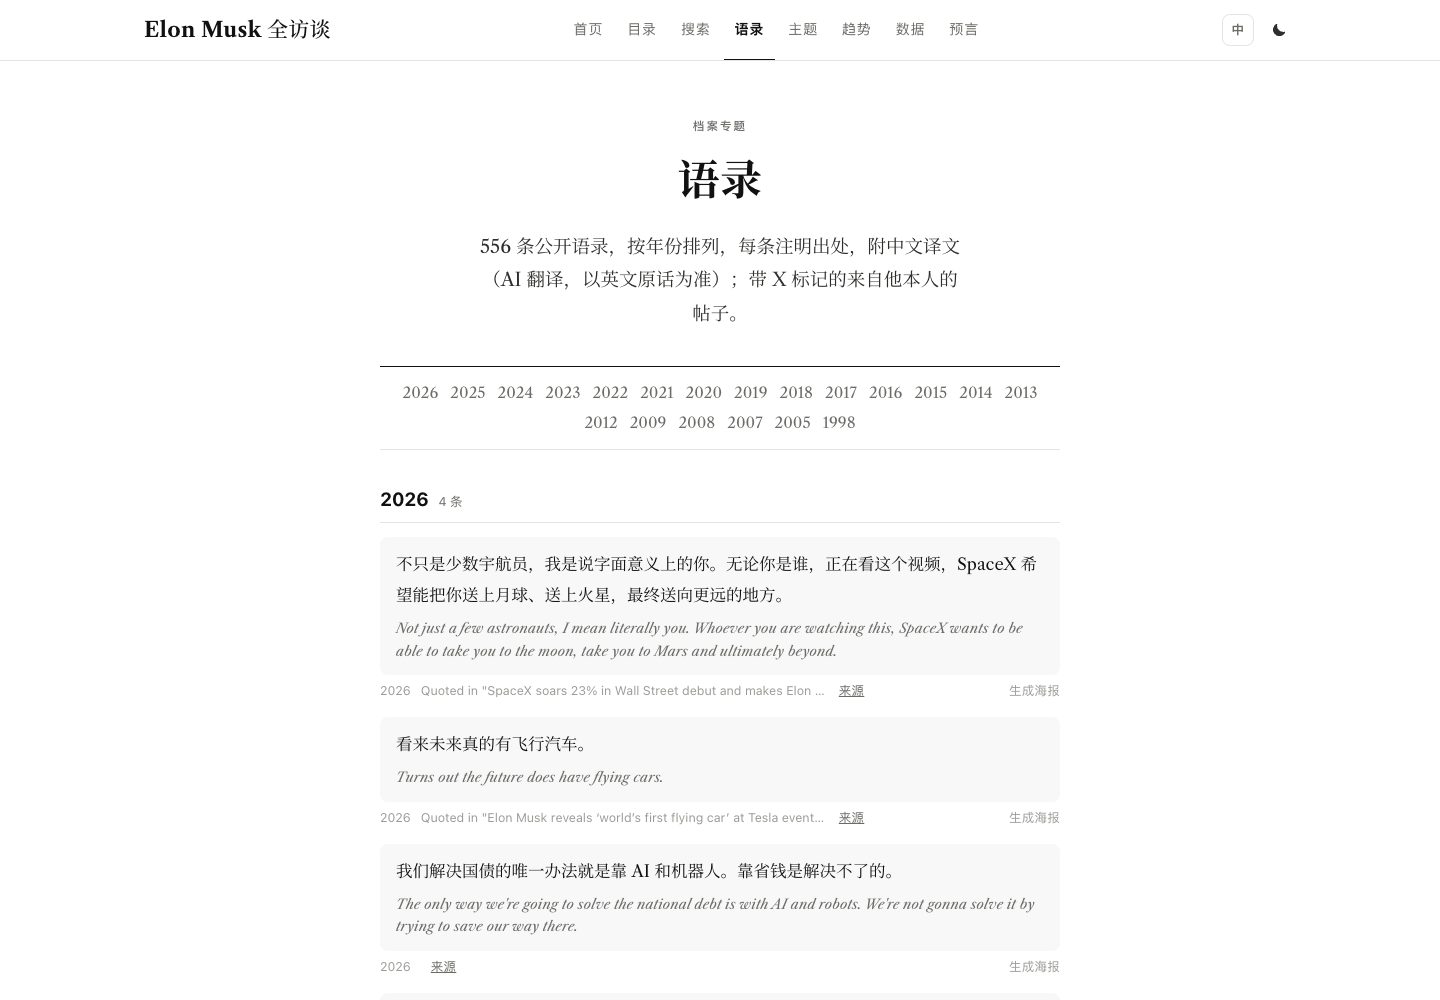 Elon Musk 全访谈
首页 目录 搜索 语录 主题 趋势 数据 预言
中
档案专题
语录
556 条公开语录，按年份排列，每条注明出处，附中文译文
（AI 翻译，以英文原话为准）；带 X 标记的来自他本人的
帖子。
2026 2025 2024 2023 2022 2021 2020 2019 2018 2017 2016 2015 2014 2013
2012 2009 2008 2007 2005 1998
2026 4 条
不只是少数宇航员，我是说字面意义上的你。无论你是谁，正在看这个视频，SpaceX 希
望能把你送上月球、送上火星，最终送向更远的地方。
Not just a few astronauts, I mean literally you. Whoever you are watching this, SpaceX wants to be
able to take you to the moon, take you to Mars and ultimately beyond.
2026 Quoted in "SpaceX soars 23% in Wall Street debut and makes Elon ... 来源 生成海报
看来未来真的有飞行汽车。
Turns out the future does have flying cars.
2026 Quoted in "Elon Musk reveals ‘world’s first flying car’ at Tesla event... 来源 生成海报
我们解决国债的唯一办法就是靠 AI 和机器人。靠省钱是解决不了的。
The only way we're going to solve the national debt is with AI and robots. We're not gonna solve it by
trying to save our way there.
2026 来源 生成海报